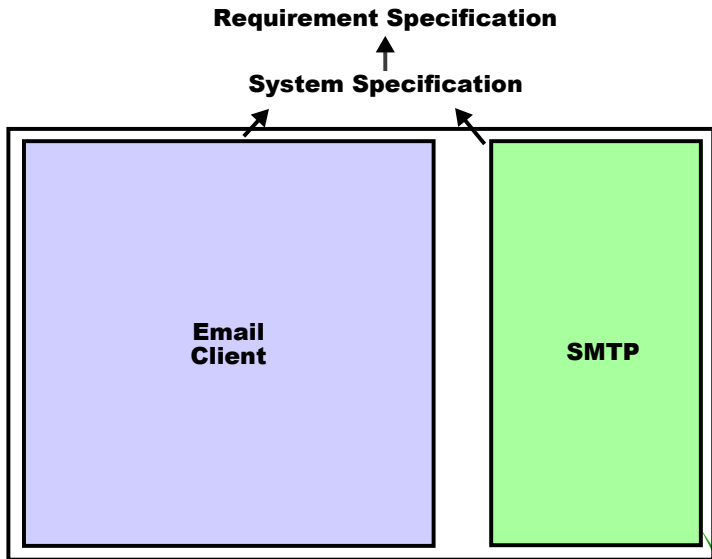 Requirement Specification
System Specification
Email
Client
SMTP